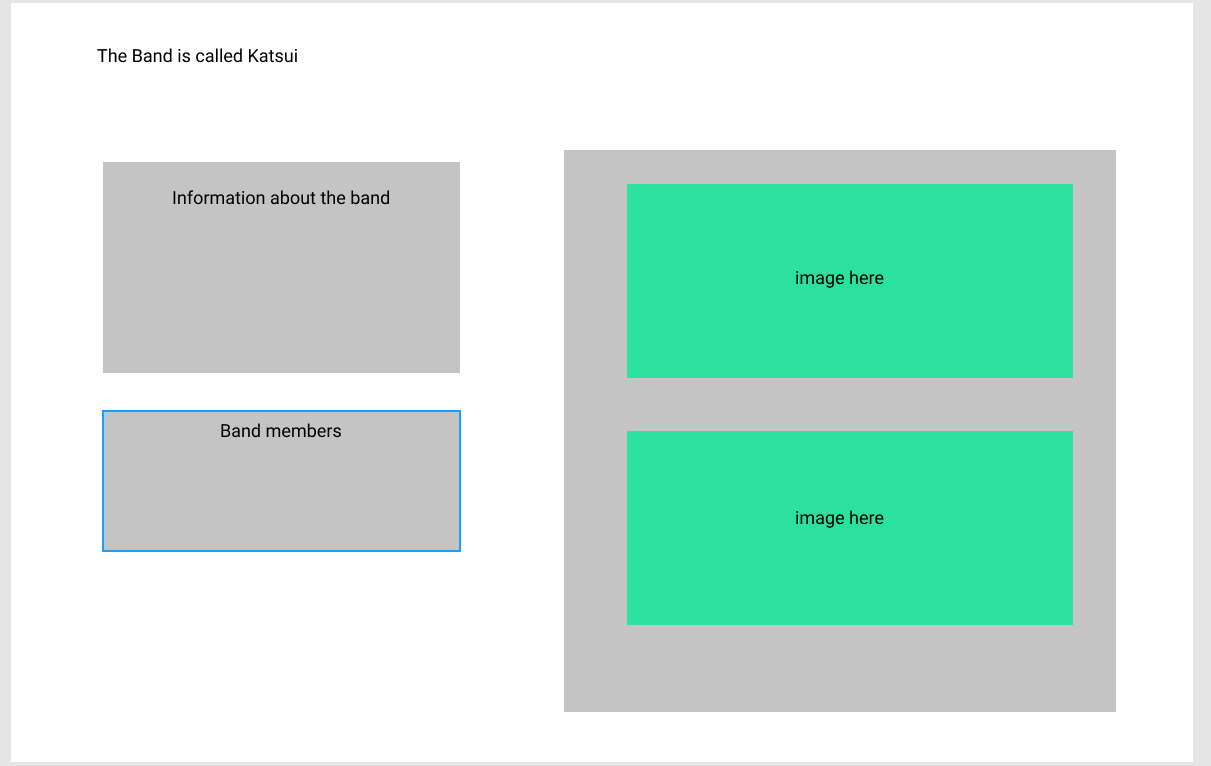 The Band is called Katsui
Information about the band
Band members
image here
image here